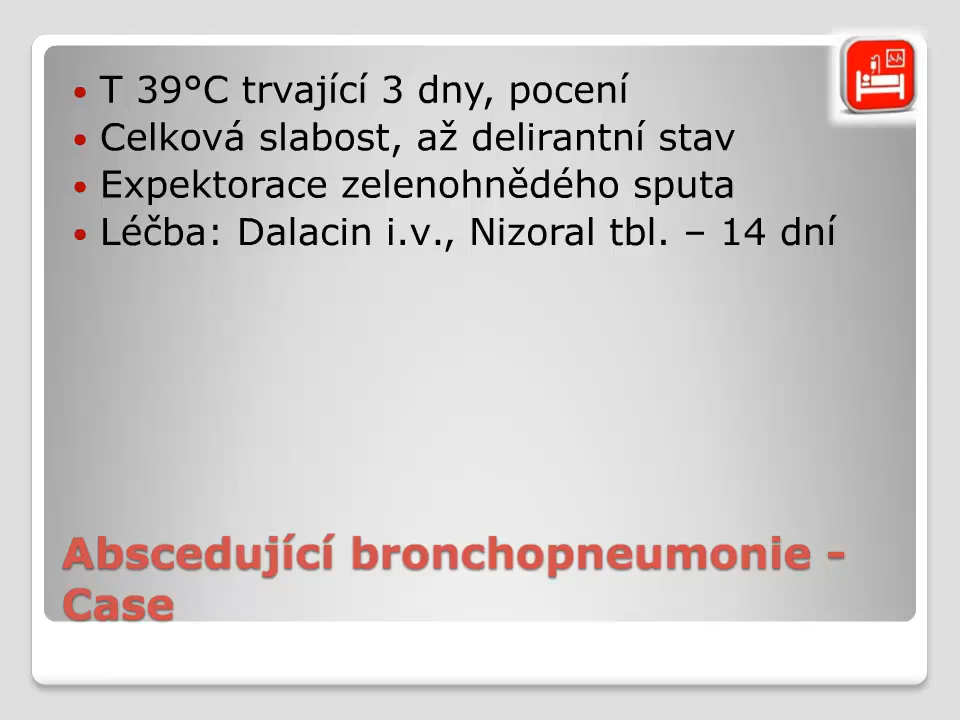 T 39°C trvající 3 dny, pocení
Celková slabost, až delirantní stav
Expektorace zelenohnědého sputa
Léčba: Dalacin i.v., Nizoral tbl. – 14 dní
Abscedující bronchopneumonie -
Case